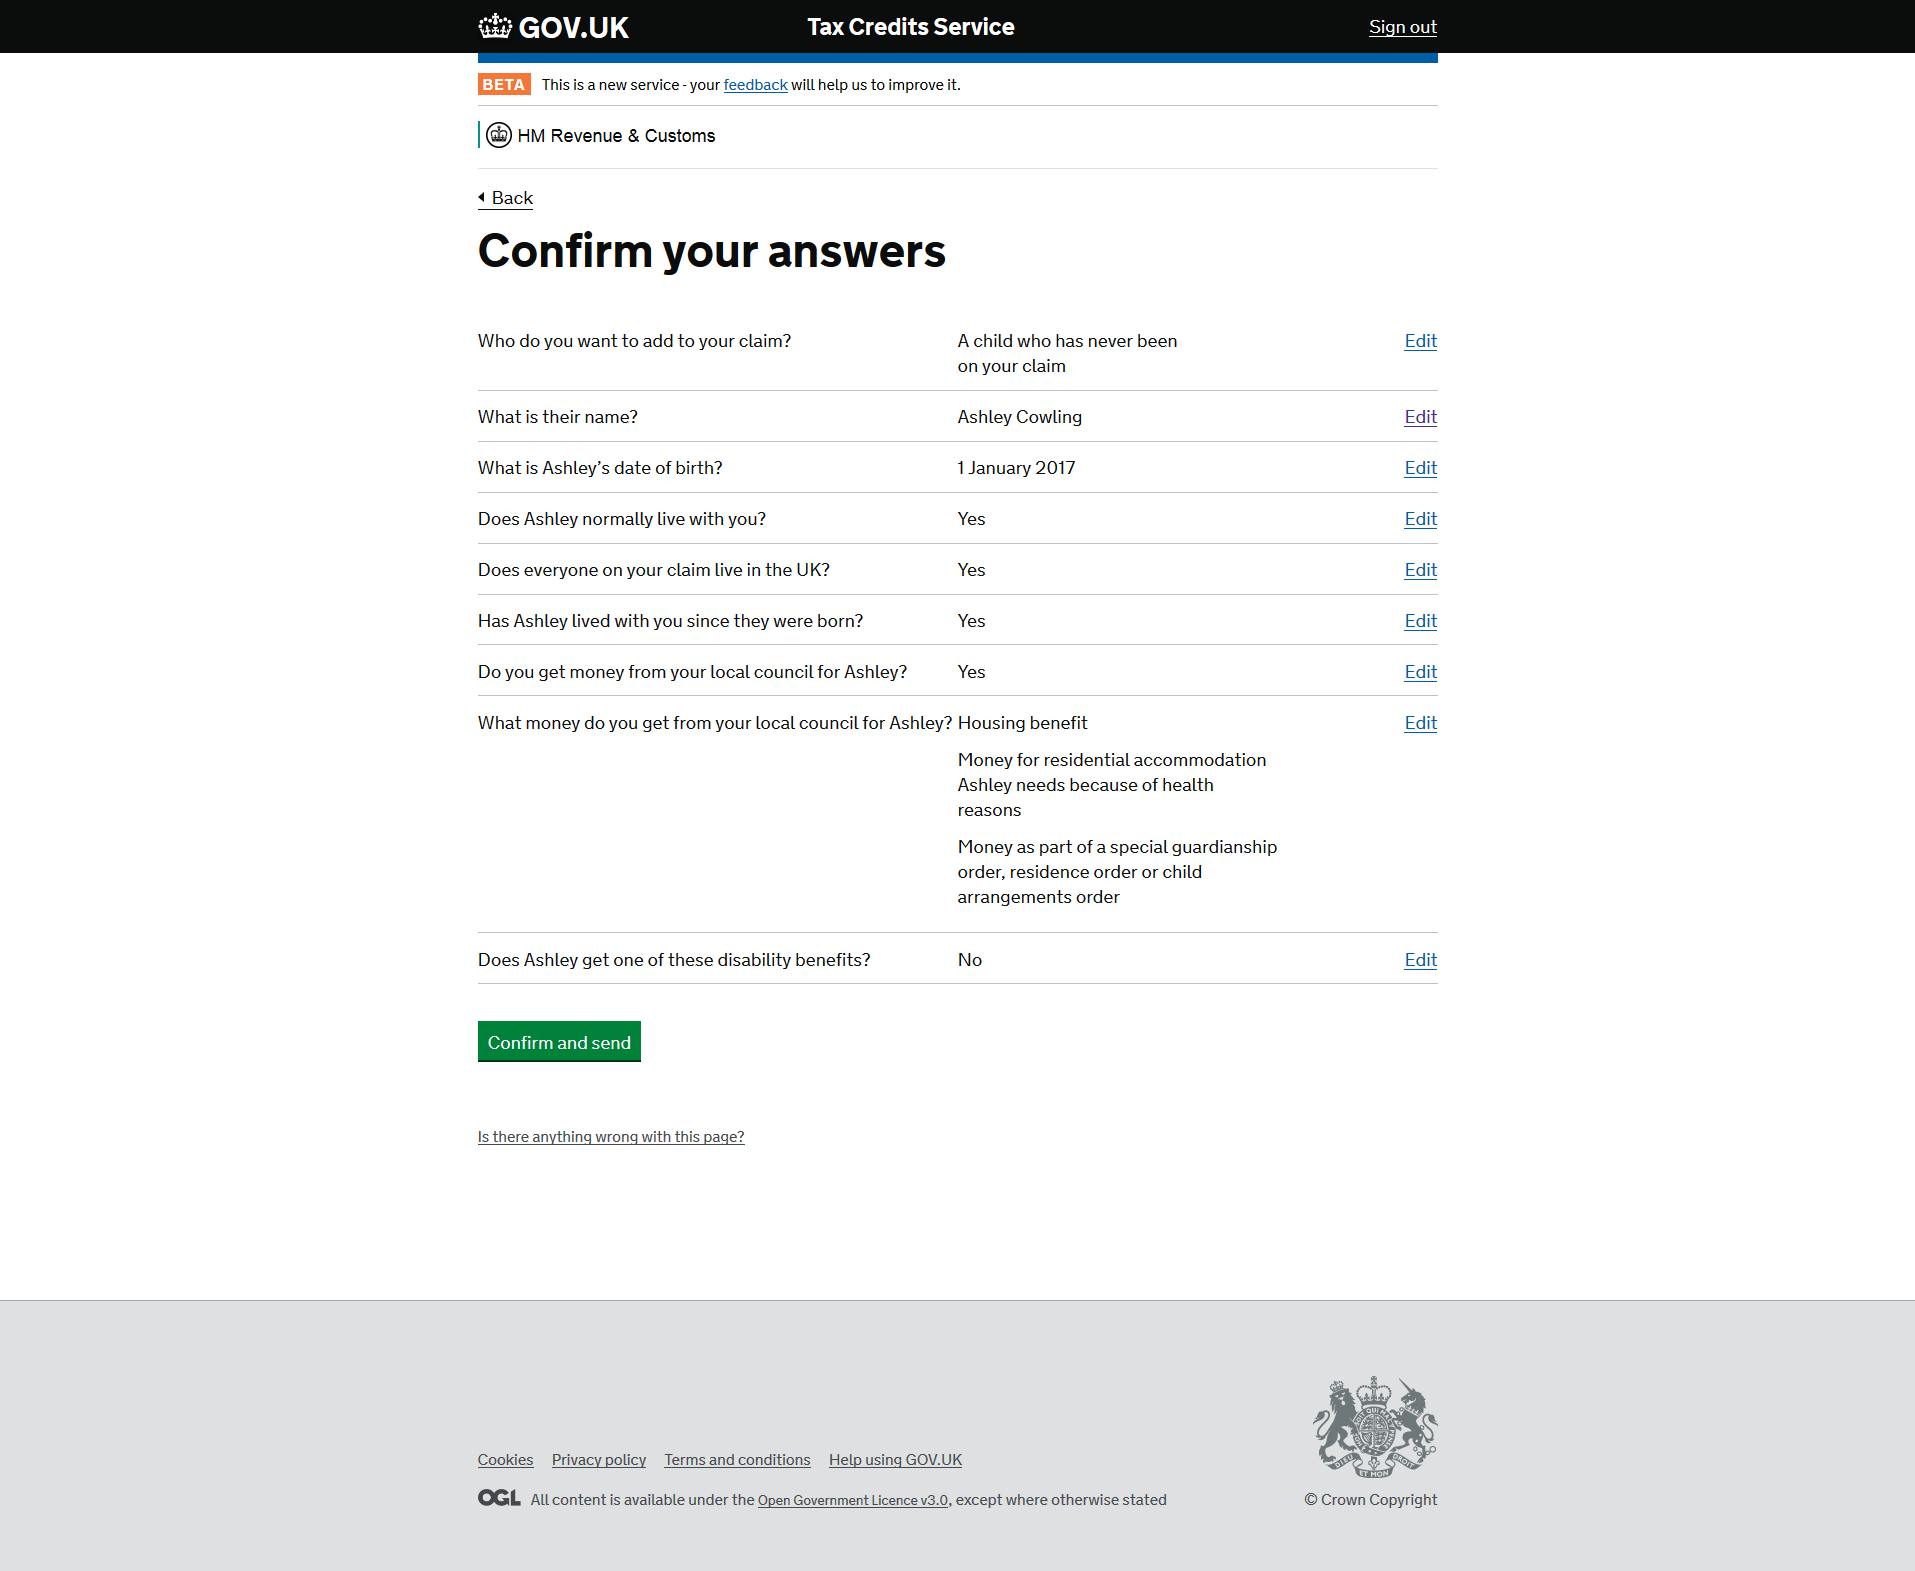 GOV.UK Tax Credits Service Sign out
BETA This is a new service - your feedback will help us to improve it.
HM Revenue & Customs
Back
Confirm your answers
Who do you want to add to your claim? A child who has never been Edit
on your claim
What is their name? Ashley Cowling Edit
What is Ashley’s date of birth? 1 January 2017 Edit
Does Ashley normally live with you? Yes Edit
Does everyone on your claim live in the UK? Yes Edit
Has Ashley lived with you since they were born? Yes Edit
Do you get money from your local council for Ashley? Yes Edit
What money do you get from your local council for Ashley? Housing benefit Edit
Money for residential accommodation
Ashley needs because of health
reasons
Money as part of a special guardianship
order, residence order or child
arrangements order
Does Ashley get one of these disability benefits? No Edit
Confirm and send
Is there anything wrong with this page?
Cookies Privacy policy Terms and conditions Help using GOV.UK
DIEU ET MON DROIT
OGL All content is available under the Open Government Licence v3.0, except where otherwise stated © Crown Copyright